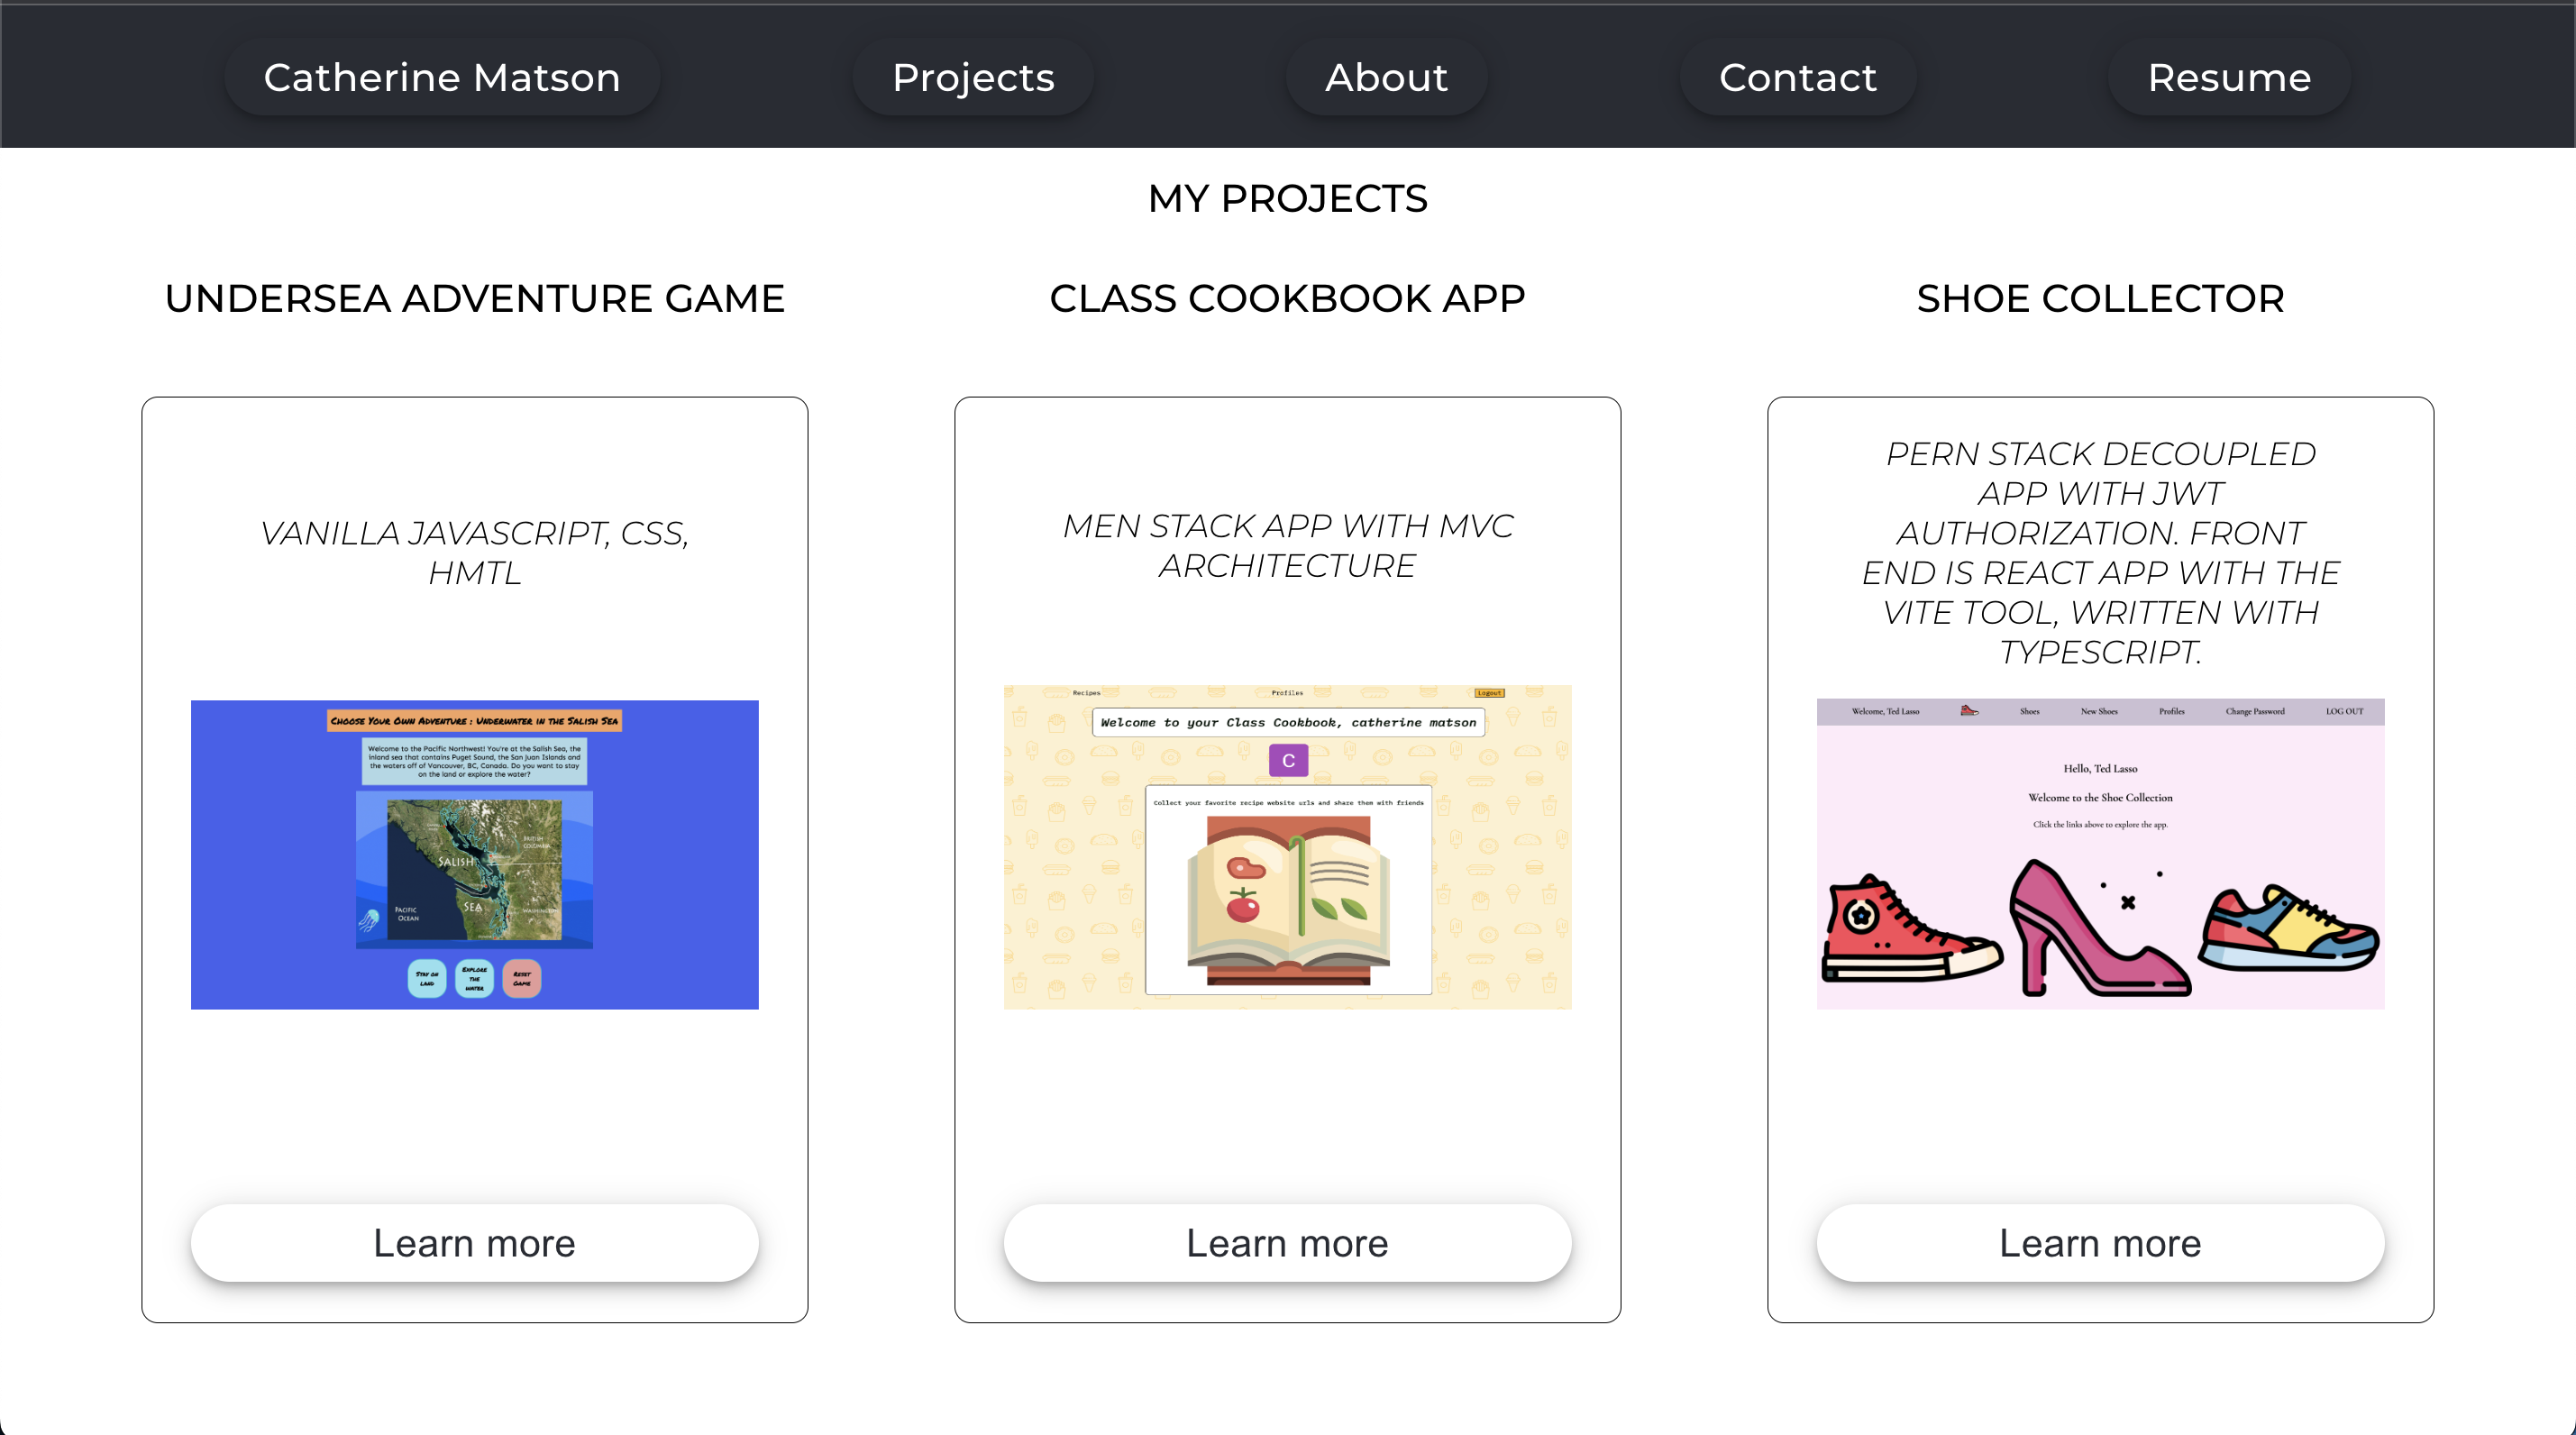 Catherine Matson
Projects
About
Contact
Resume
MY PROJECTS
UNDERSEA ADVENTURE GAME
VANILLA JAVASCRIPT, CSS,
HMTL
CHOOSE YOUR OWN ADVENTURE : UNDERWATER IN THE SALISH SEA
Welcome to the Pacific Northwest! You're at the Salish Sea, the
inland sea that contains Puget Sound, the San Juan Islands and
the waters off of Vancouver, BC, Canada. Do you want to stay
on the land or explore the water?
BRITISH
COLUMBIA
SALISH
SEA
PACIFIC
OCEAN
WASHINGTON
STAY ON
LAND
EXPLORE
THE
WATER
RESET
GAME
Learn more
CLASS COOKBOOK APP
MEN STACK APP WITH MVC
ARCHITECTURE
Recipes
Profiles
Logout
Welcome to your Class Cookbook, catherine matson
C
Collect your favorite recipe website urls and share them with friends
Learn more
SHOE COLLECTOR
PERN STACK DECOUPLED
APP WITH JWT
AUTHORIZATION. FRONT
END IS REACT APP WITH THE
VITE TOOL, WRITTEN WITH
TYPESCRIPT.
Welcome, Ted Lasso
Shoes
New Shoes
Profiles
Change Password
LOG OUT
Hello, Ted Lasso
Welcome to the Shoe Collection
Click the links above to explore the app.
Learn more